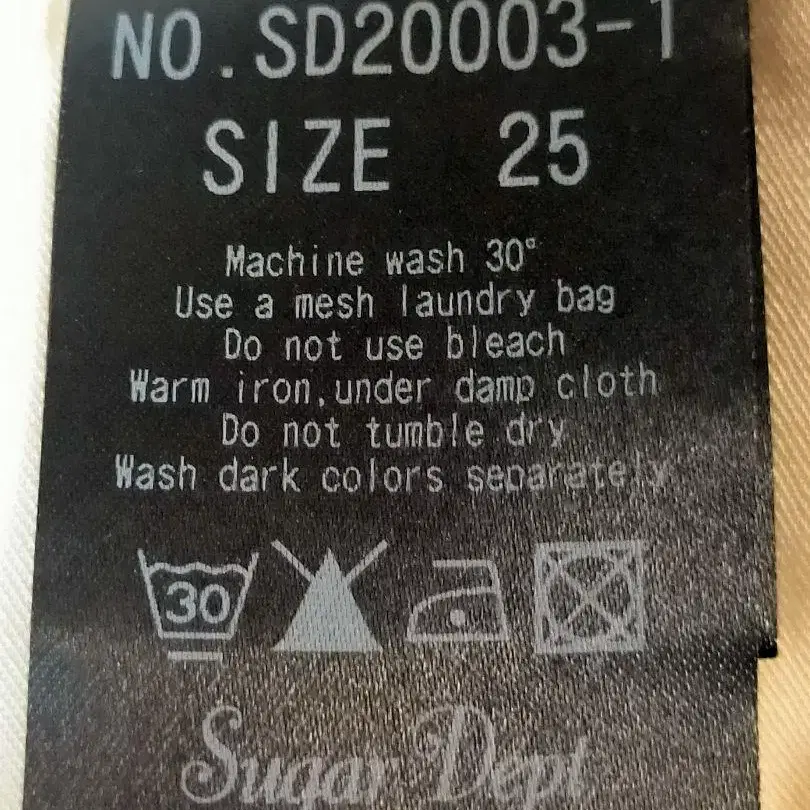 NO.SD20003-1
SIZE 25
Machine wash 30°
Use a mesh laundry bag
Do not use bleach
Warm iron,under damp cloth
Do not tumble dry
Wash dark colors separately
30
Sugar Dept